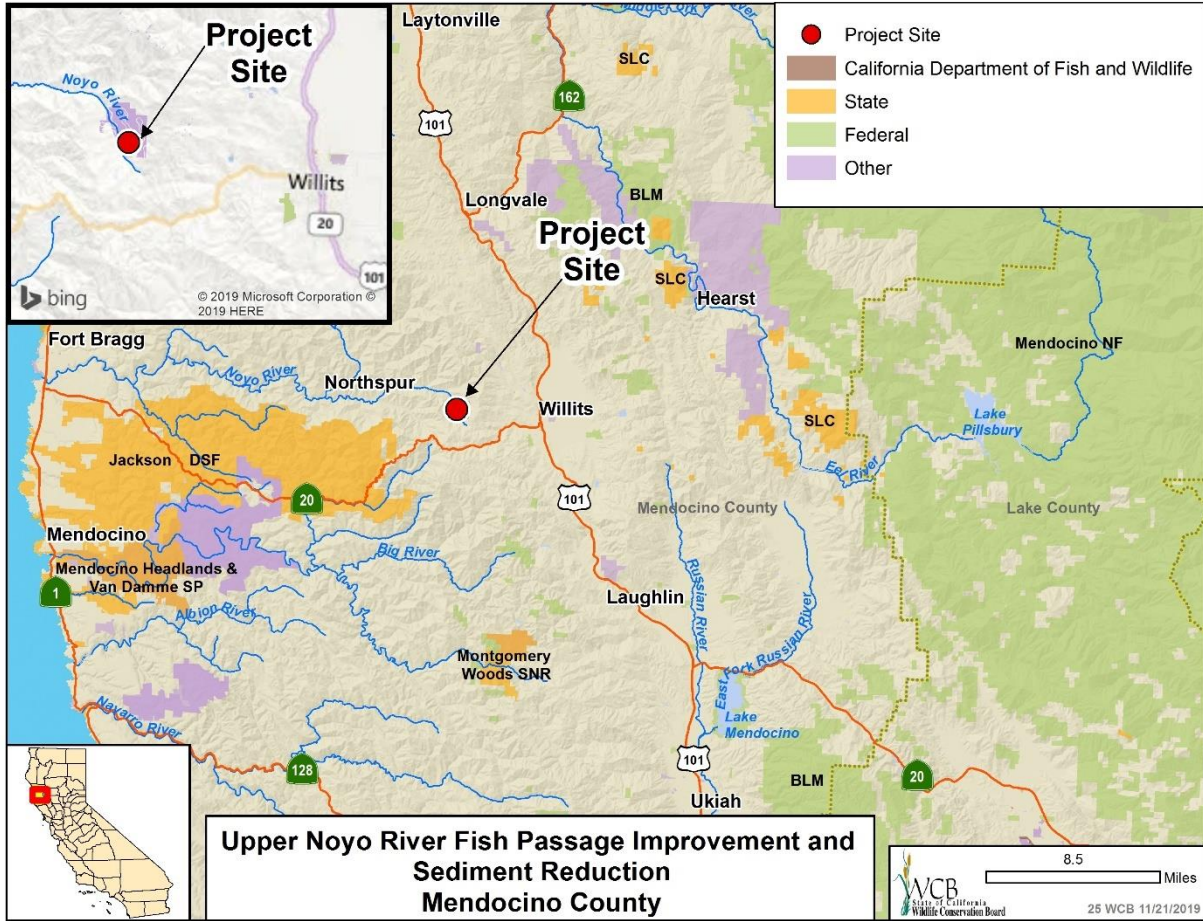 Project
Site
Noyo River
Willits
20
101
bing
© 2019 Microsoft Corporation ©
2019 HERE
Project Site
California Department of Fish and Wildlife
State
Federal
Other
Laytonville
SLC
162
101
BLM
Longvale
Project
Site
SLC
Hearst
Mendocino NF
Fort Bragg
Noyo River
Northspur
Willits
SLC
Lake
Pillsbury
Eel River
Jackson DSF
20
101
Mendocino County
Lake County
Mendocino
Big River
Mendocino Headlands &
Van Damme SP
1
Albion River
Laughlin
Russian River
East Fork Russian River
Montgomery
Woods SNR
Navarro River
Lake
Mendocino
128
101
BLM
20
Ukiah
Upper Noyo River Fish Passage Improvement and
Sediment Reduction
Mendocino County
8.5
Miles
WCB
State of California
Wildlife Conservation Board
25 WCB 11/21/2019